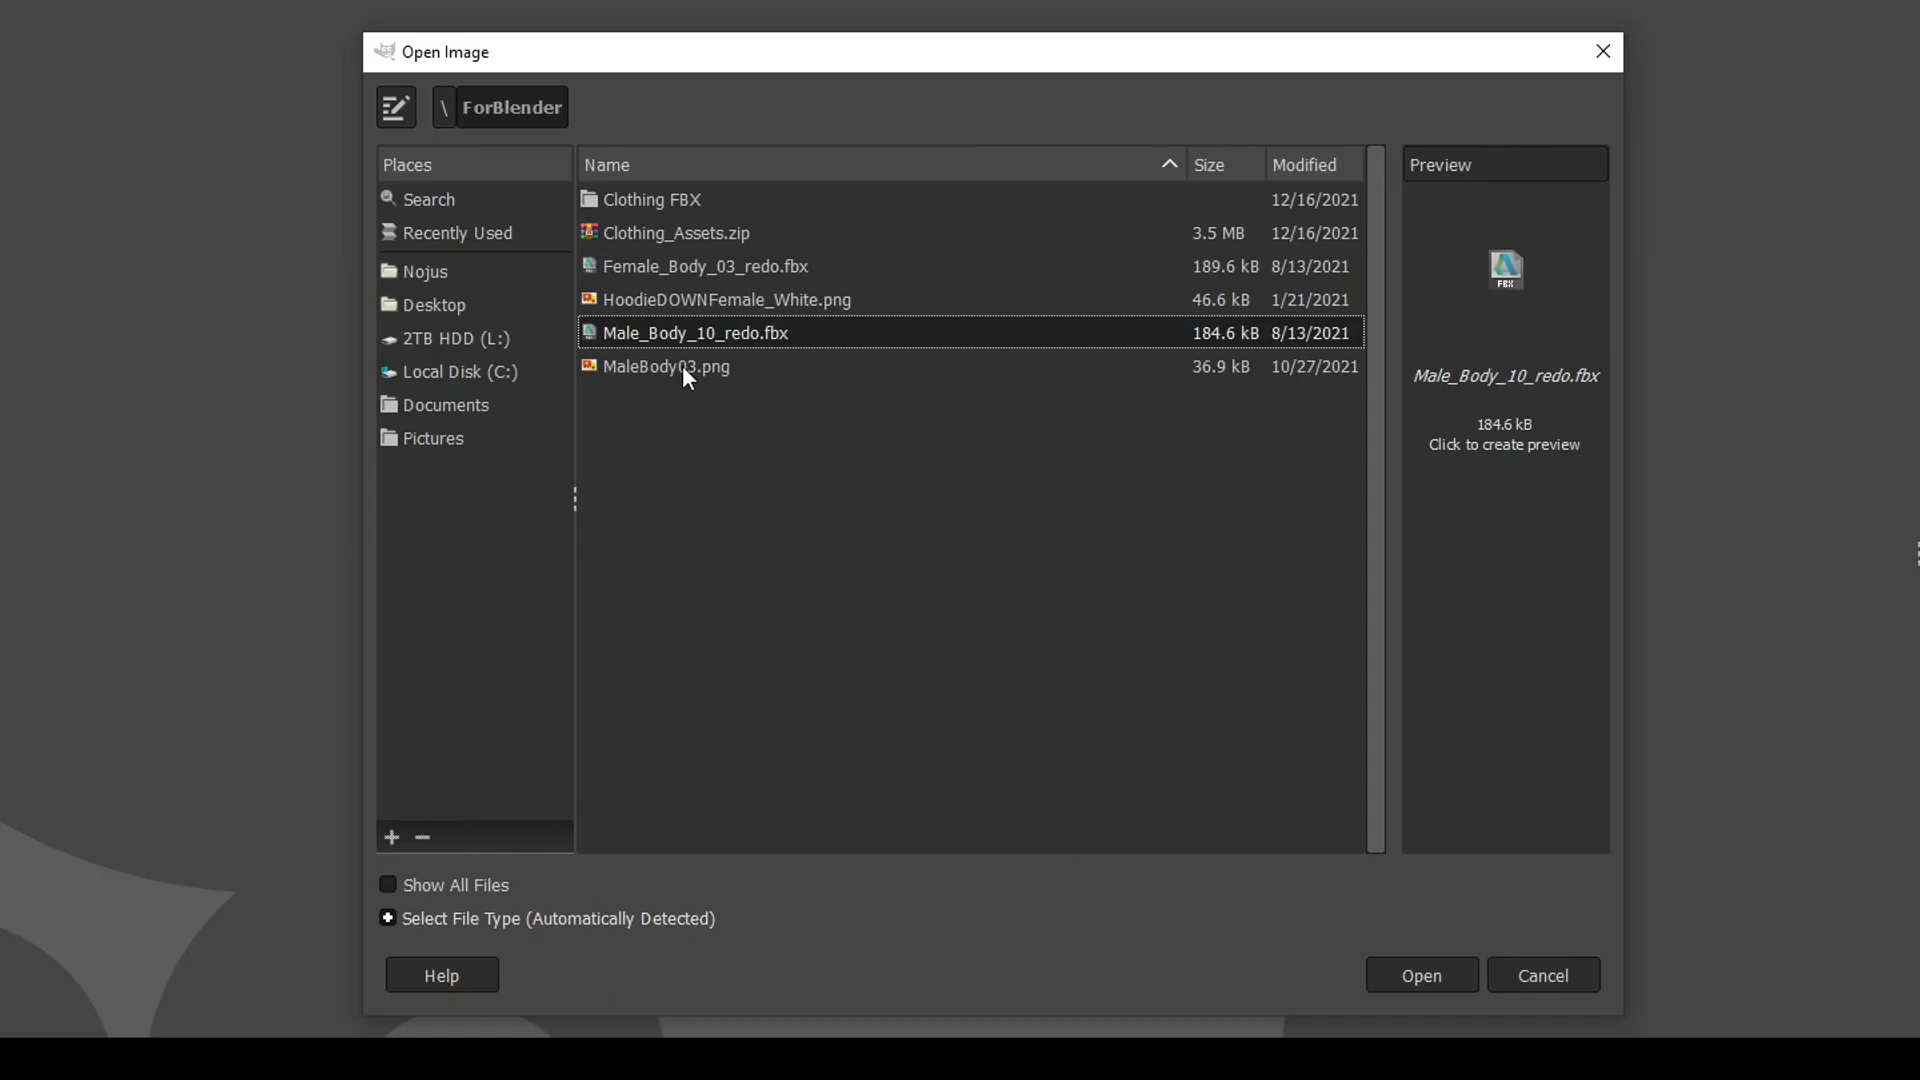 Open Image
\ ForBlender
Places
Search
Recently Used
Nojus
Desktop
2TB HDD (L:)
Local Disk (C:)
Documents
Pictures
Name Size Modified
Clothing FBX 12/16/2021
Clothing_Assets.zip 3.5 MB 12/16/2021
Female_Body_03_redo.fbx 189.6 kB 8/13/2021
HoodieDOWNFemale_White.png 46.6 kB 1/21/2021
Male_Body_10_redo.fbx 184.6 kB 8/13/2021
MaleBody03.png 36.9 kB 10/27/2021
Preview
FBX
Male_Body_10_redo.fbx
184.6 kB
Click to create preview
Show All Files
Select File Type (Automatically Detected)
Help Open Cancel